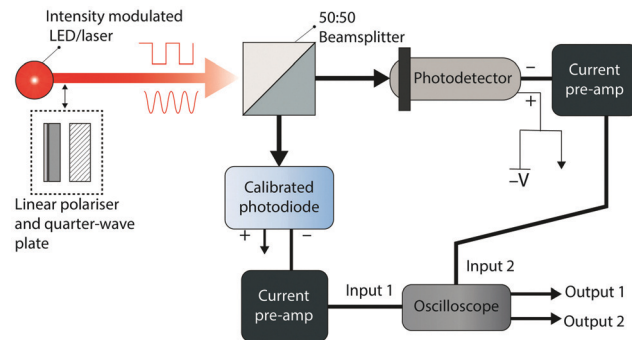 Intensity modulated
LED/laser
50:50
Beamsplitter
Photodetector
−
+
Current
pre-amp
−V
Linear polariser
and quarter-wave
plate
Calibrated
photodiode
+
−
Current
pre-amp
Input 1
Input 2
Oscilloscope
Output 1
Output 2